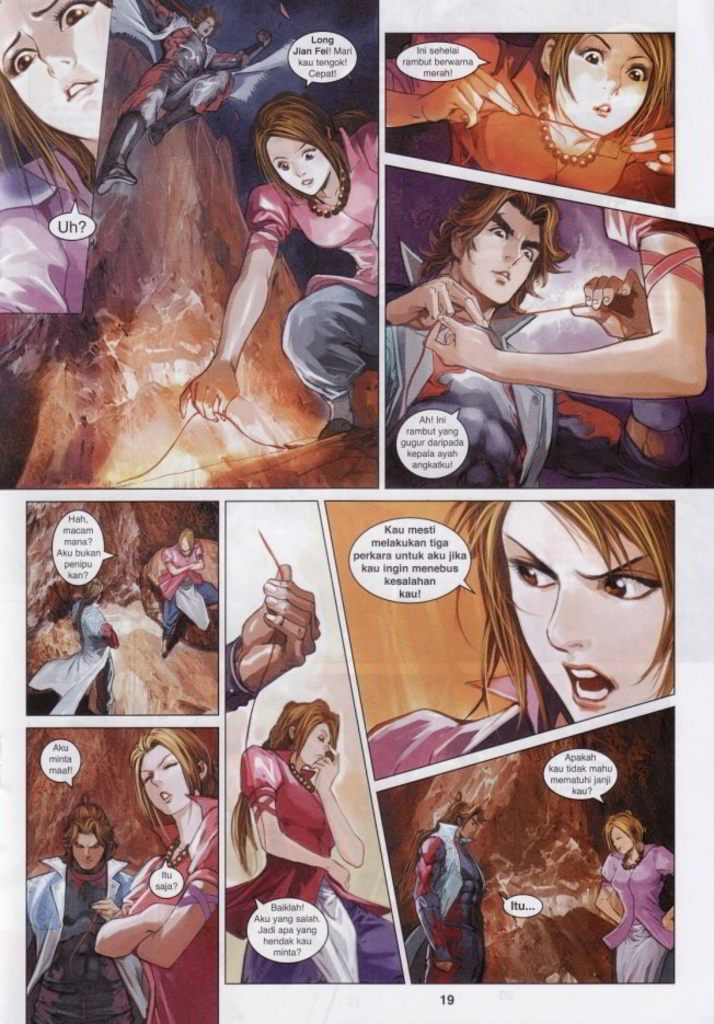 Uh?
Long
Jian Fei! Mari
kau tengok!
Cepat!
Ini sehelai
rambut berwarna
merah!
Ah! Ini
rambut yang
gugur daripada
kepala ayah
angkatku!
Hah,
macam
mana?
Aku bukan
penipu
kan?
Aku
minta
maaf!
Itu
saja?
Baiklah!
Aku yang salah.
Jadi apa yang
hendak kau
minta?
Kau mesti
melakukan tiga
perkara untuk aku jika
kau ingin menebus
kesalahan
kau!
Apakah
kau tidak mahu
mematuhi janji
kau?
Itu...
19